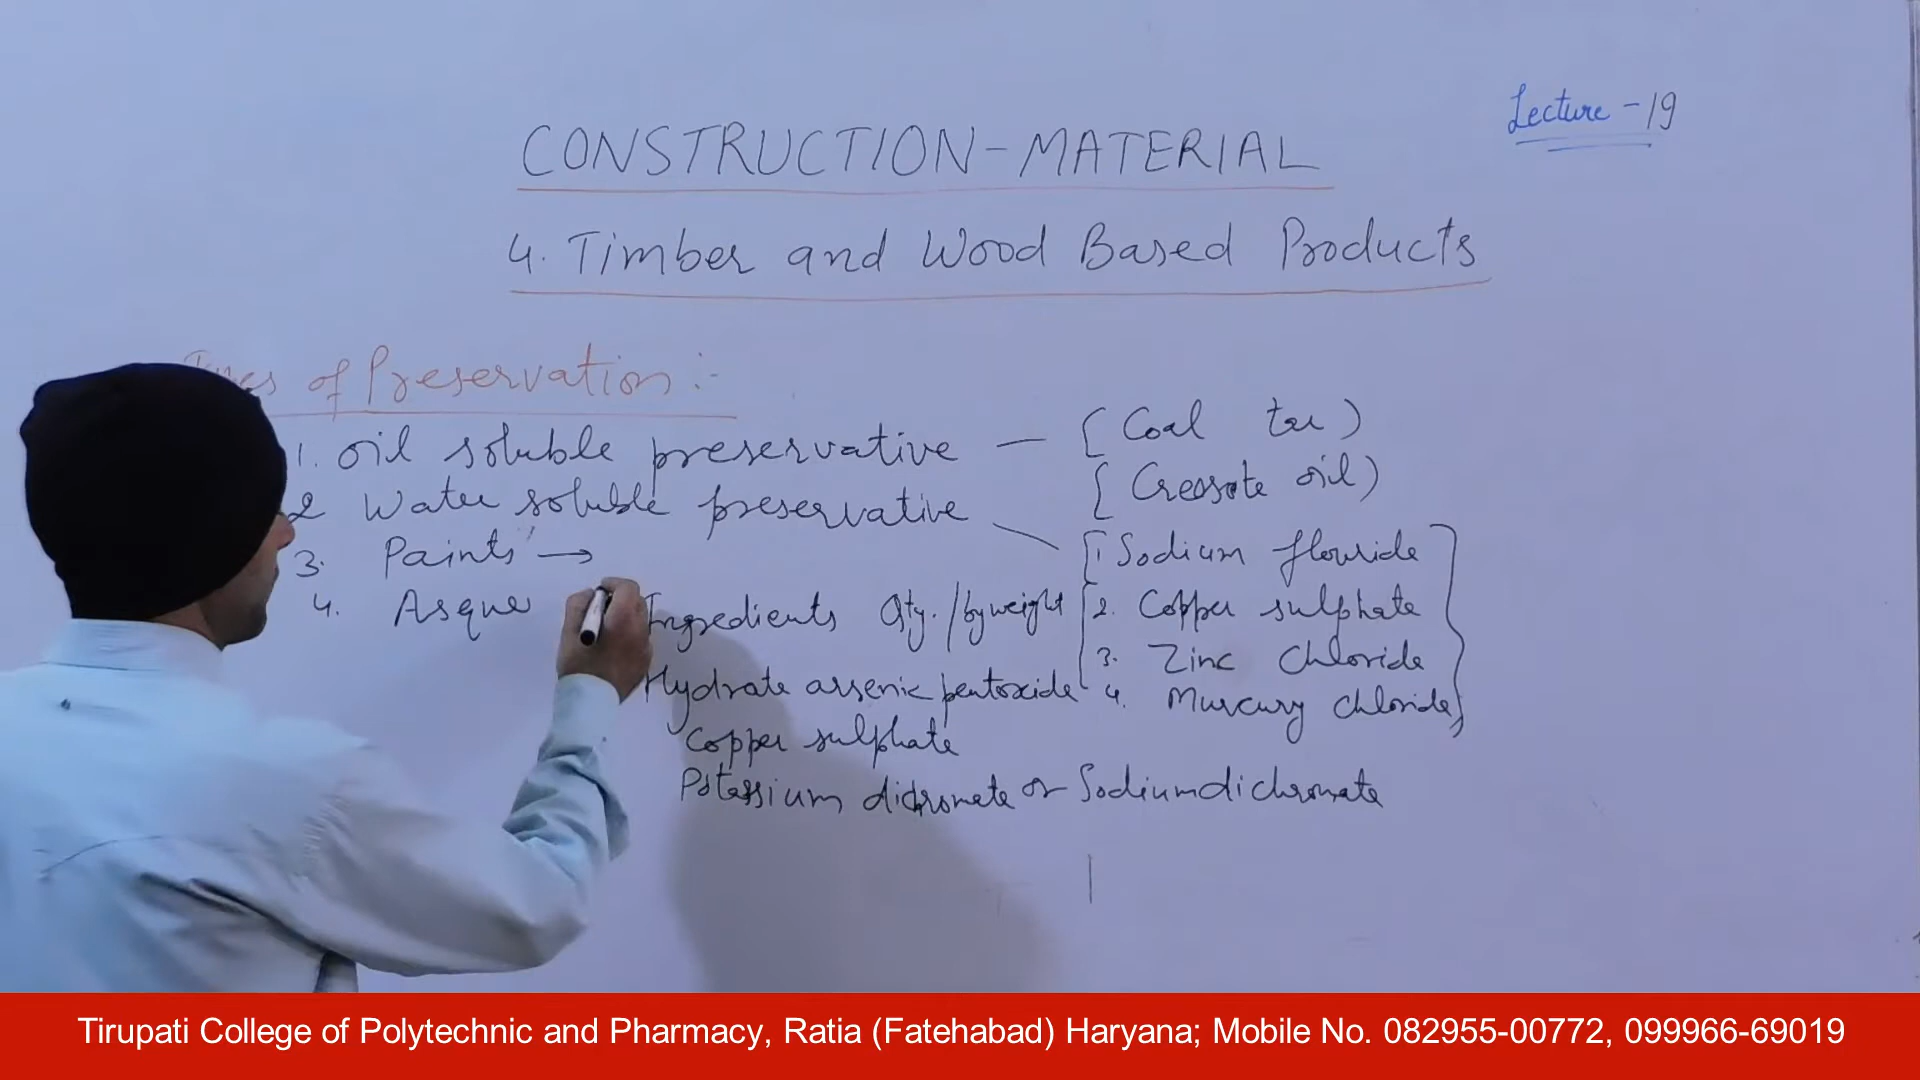 Lecture - 19
CONSTRUCTION-MATERIAL
4. Timber and Wood Based Products
of Preservation :-
1. oil soluble preservative — [Coal tar)
{ Creosote oil)
2 Water soluble preservative
[1. Sodium flouride
3. Paints →
4. Asque
Ingredients Qty. / by weight
2. Copper sulphate
3. Zinc Chloride
Hydrate arsenic pentoxide
4. Murcury chloride
Copper sulphate
Potassium dicromate or Sodium dichromate
Tirupati College of Polytechnic and Pharmacy, Ratia (Fatehabad) Haryana; Mobile No. 082955-00772, 099966-69019